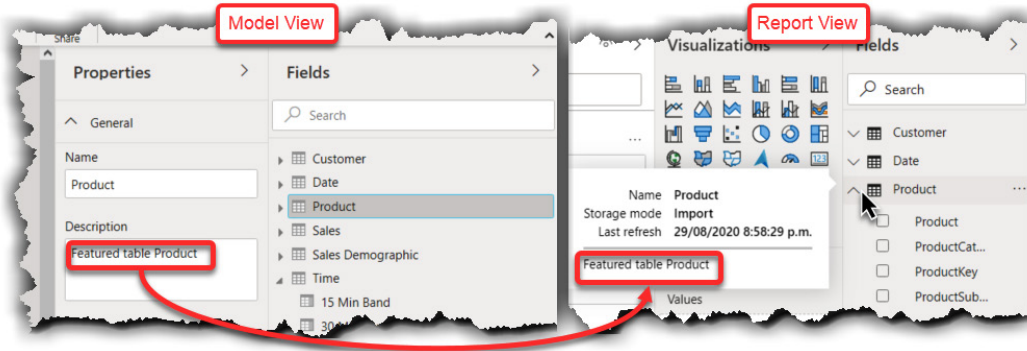 Model View
Share
Properties
General
Name
Product
Description
Featured table Product
Fields
Search
Customer
Date
Product
Sales
Sales Demographic
Time
15 Min Band
30
Report View
Visualizations
123
Name Product
Storage mode Import
Last refresh 29/08/2020 8:58:29 p.m.
Featured table Product
Values
Fields
Search
Customer
Date
Product
Product
ProductCat...
ProductKey
ProductSub...